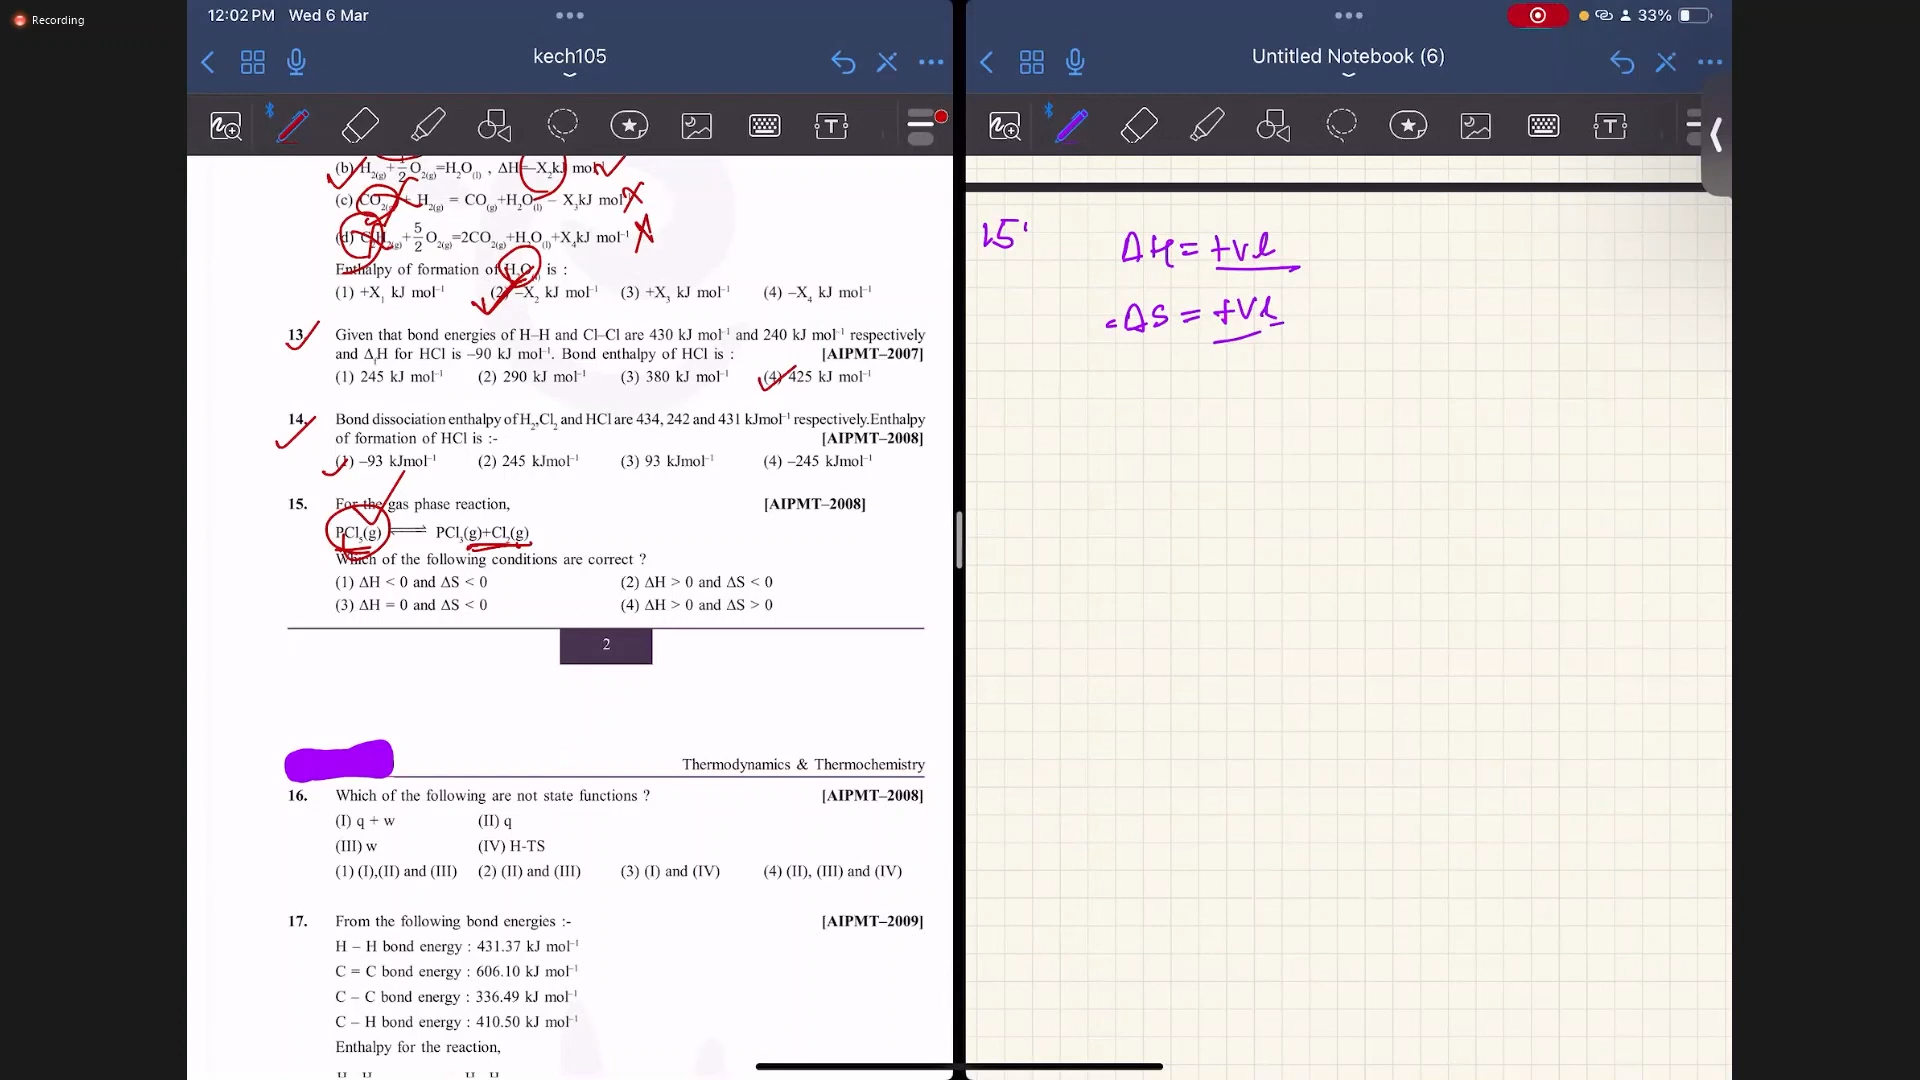 Recording
12:02 PM Wed 6 Mar
33%
kech105
Untitled Notebook (6)
(b) H2(g)+1/2O2(g)=H2O(l) , ΔH=–X2kJ mol⁻¹
(c) CO2(g) + H2(g) = CO(g)+H2O(l) – X3kJ mol⁻¹
(d) C2H2(g)+5/2O2(g)=2CO2(g)+H2O(l)+X4kJ mol⁻¹
Enthalpy of formation of H2O(l) is :
(1) +X1 kJ mol⁻¹ (2) –X2 kJ mol⁻¹ (3) +X3 kJ mol⁻¹ (4) –X4 kJ mol⁻¹
13. Given that bond energies of H–H and Cl–Cl are 430 kJ mol⁻¹ and 240 kJ mol⁻¹ respectively
and ΔfH for HCl is –90 kJ mol⁻¹. Bond enthalpy of HCl is : [AIPMT–2007]
(1) 245 kJ mol⁻¹ (2) 290 kJ mol⁻¹ (3) 380 kJ mol⁻¹ (4) 425 kJ mol⁻¹
14. Bond dissociation enthalpy of H2,Cl2 and HCl are 434, 242 and 431 kJmol⁻¹ respectively.Enthalpy
of formation of HCl is :- [AIPMT–2008]
(1) –93 kJmol⁻¹ (2) 245 kJmol⁻¹ (3) 93 kJmol⁻¹ (4) –245 kJmol⁻¹
15. For the gas phase reaction, [AIPMT–2008]
PCl5(g) ⇌ PCl3(g)+Cl2(g)
Which of the following conditions are correct ?
(1) ΔH < 0 and ΔS < 0 (2) ΔH > 0 and ΔS < 0
(3) ΔH = 0 and ΔS < 0 (4) ΔH > 0 and ΔS > 0
2
Thermodynamics & Thermochemistry
16. Which of the following are not state functions ? [AIPMT–2008]
(I) q + w (II) q
(III) w (IV) H-TS
(1) (I),(II) and (III) (2) (II) and (III) (3) (I) and (IV) (4) (II), (III) and (IV)
17. From the following bond energies :- [AIPMT–2009]
H – H bond energy : 431.37 kJ mol⁻¹
C = C bond energy : 606.10 kJ mol⁻¹
C – C bond energy : 336.49 kJ mol⁻¹
C – H bond energy : 410.50 kJ mol⁻¹
Enthalpy for the reaction,
H H H H
15'
ΔH = +ve
ΔS = +ve